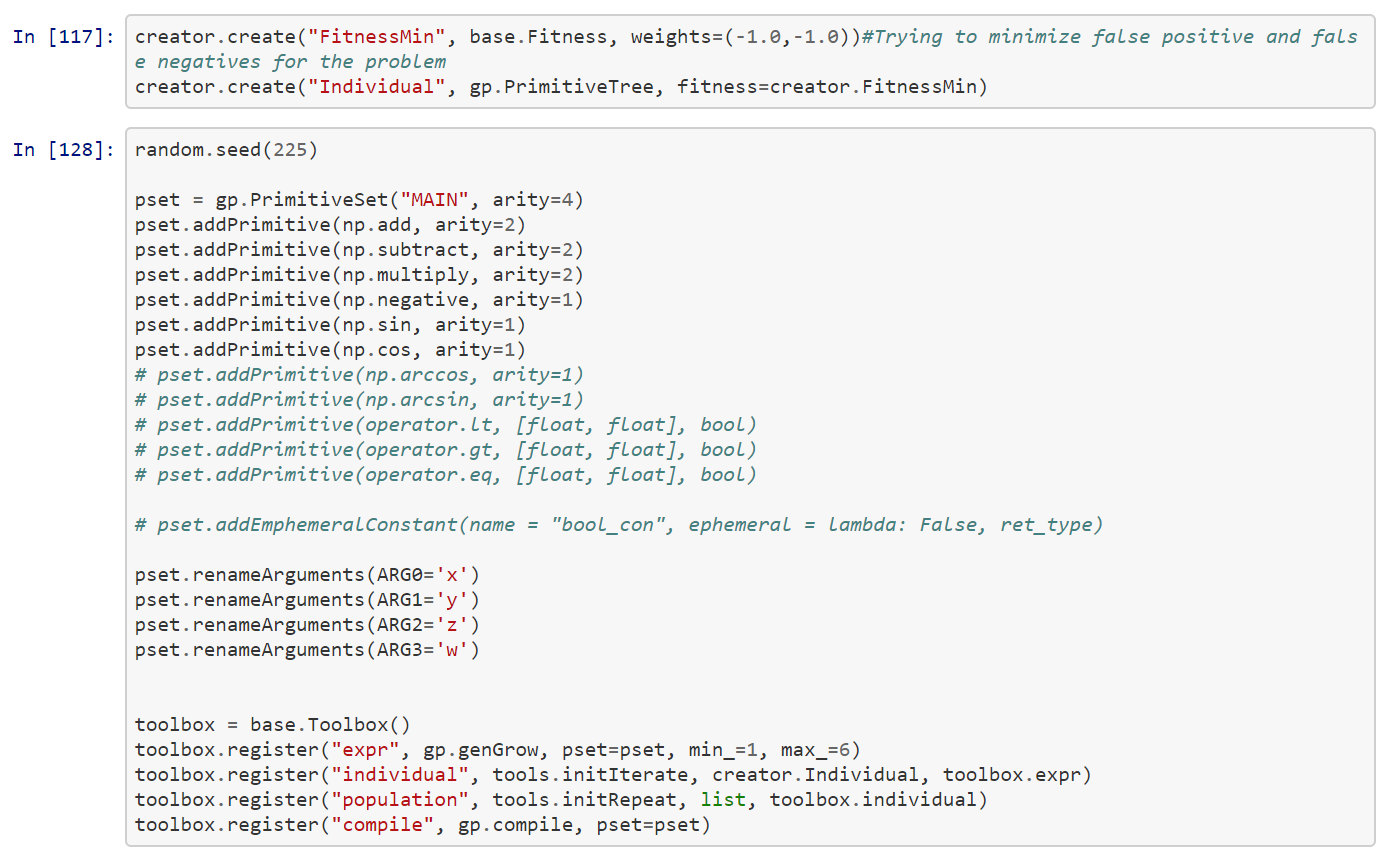 In [117]: creator.create("FitnessMin", base.Fitness, weights=(-1.0,-1.0))#Trying to minimize false positive and fals
e negatives for the problem
creator.create("Individual", gp.PrimitiveTree, fitness=creator.FitnessMin)
In [128]: random.seed(225)
pset = gp.PrimitiveSet("MAIN", arity=4)
pset.addPrimitive(np.add, arity=2)
pset.addPrimitive(np.subtract, arity=2)
pset.addPrimitive(np.multiply, arity=2)
pset.addPrimitive(np.negative, arity=1)
pset.addPrimitive(np.sin, arity=1)
pset.addPrimitive(np.cos, arity=1)
# pset.addPrimitive(np.arccos, arity=1)
# pset.addPrimitive(np.arcsin, arity=1)
# pset.addPrimitive(operator.lt, [float, float], bool)
# pset.addPrimitive(operator.gt, [float, float], bool)
# pset.addPrimitive(operator.eq, [float, float], bool)
# pset.addEmphemeralConstant(name = "bool_con", ephemeral = lambda: False, ret_type)
pset.renameArguments(ARG0='x')
pset.renameArguments(ARG1='y')
pset.renameArguments(ARG2='z')
pset.renameArguments(ARG3='w')
toolbox = base.Toolbox()
toolbox.register("expr", gp.genGrow, pset=pset, min_=1, max_=6)
toolbox.register("individual", tools.initIterate, creator.Individual, toolbox.expr)
toolbox.register("population", tools.initRepeat, list, toolbox.individual)
toolbox.register("compile", gp.compile, pset=pset)